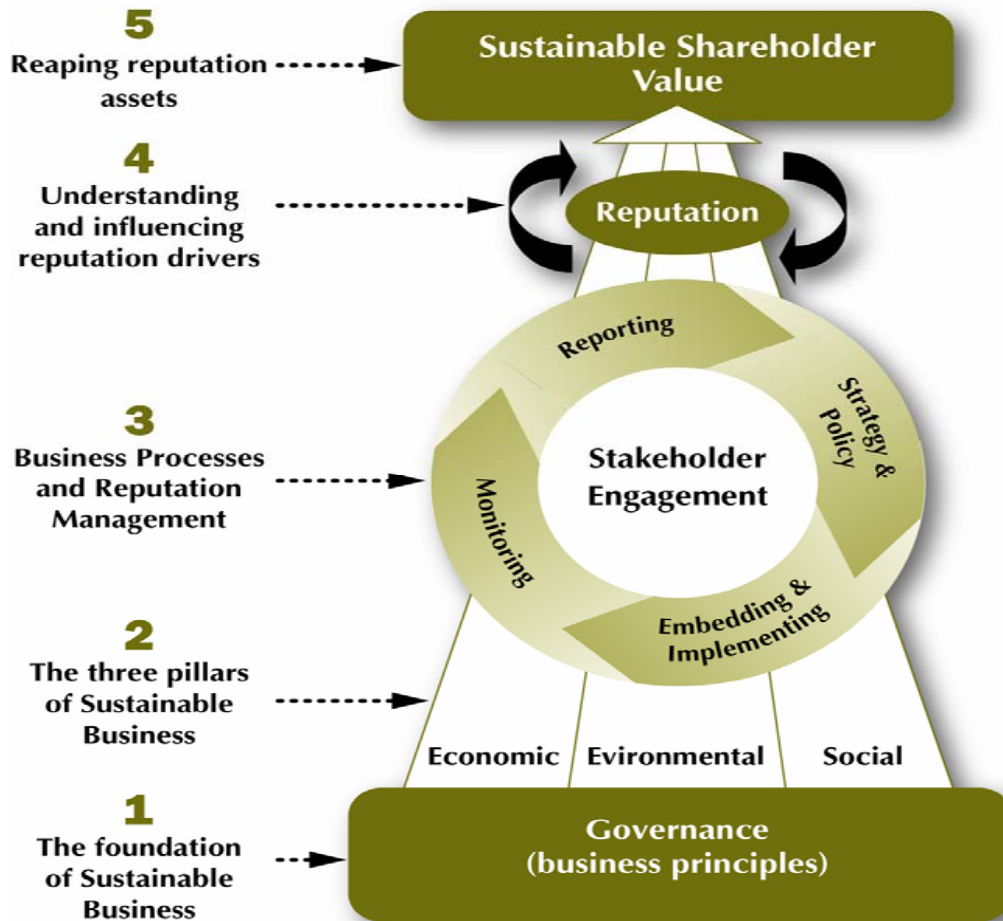 5
Reaping reputation
assets
Sustainable Shareholder
Value
4
Understanding
and influencing
reputation drivers
Reputation
3
Business Processes
and Reputation
Management
Reporting
Strategy &
Policy
Embedding &
Implementing
Monitoring
Stakeholder
Engagement
2
The three pillars
of Sustainable
Business
Economic
Evironmental
Social
1
The foundation
of Sustainable
Business
Governance
(business principles)